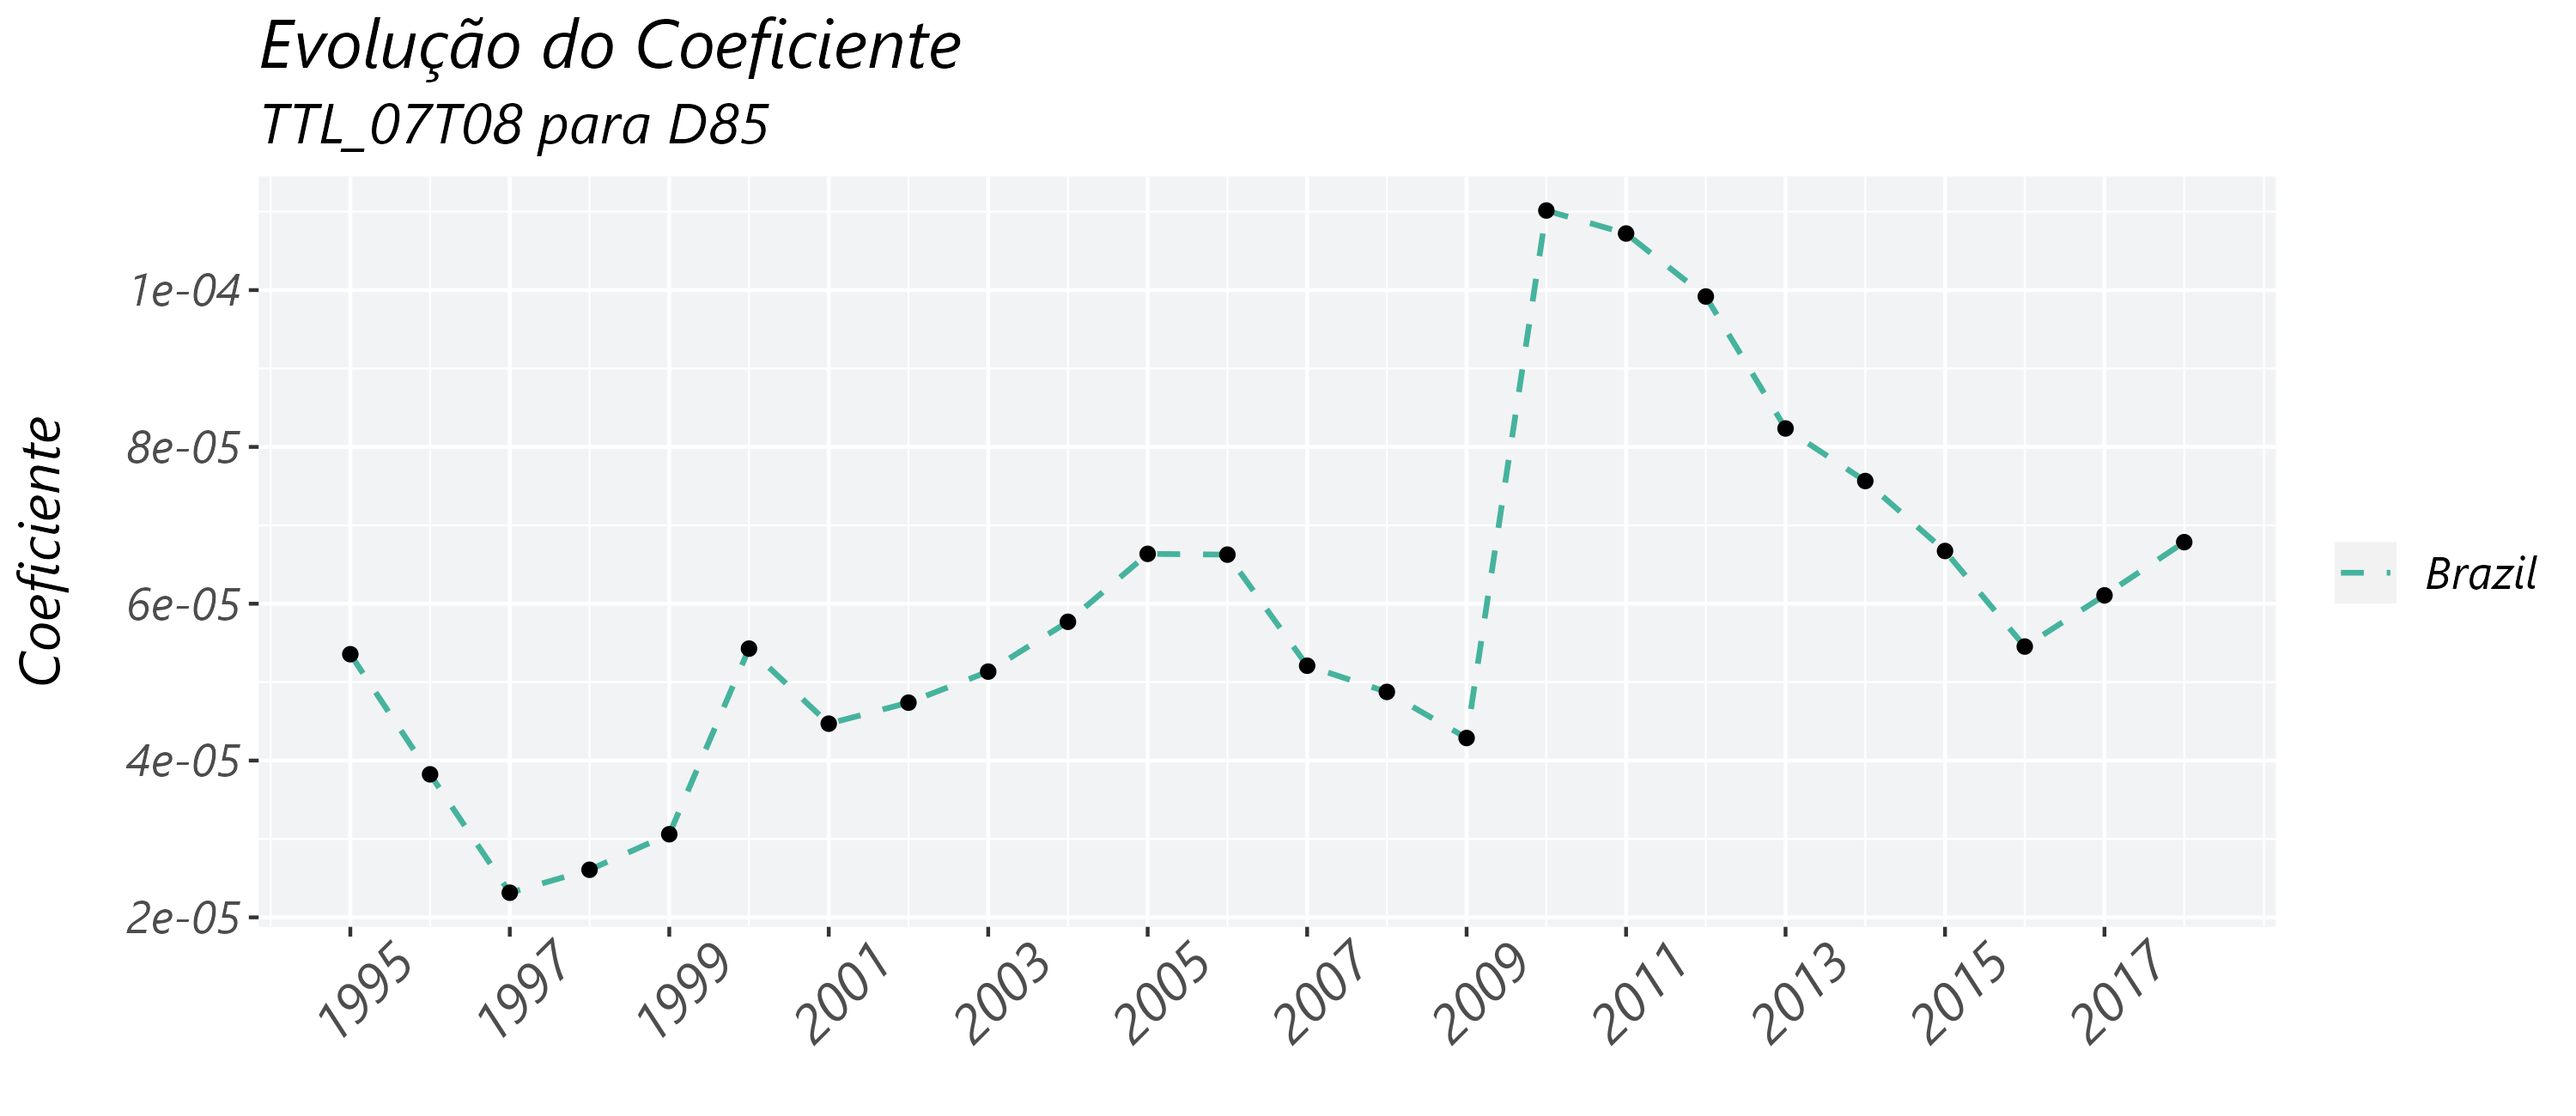 Evolução do Coeficiente
TTL_07T08 para D85
Coeficiente
1e-04
8e-05
6e-05
4e-05
2e-05
1995
1997
1999
2001
2003
2005
2007
2009
2011
2013
2015
2017
Brazil